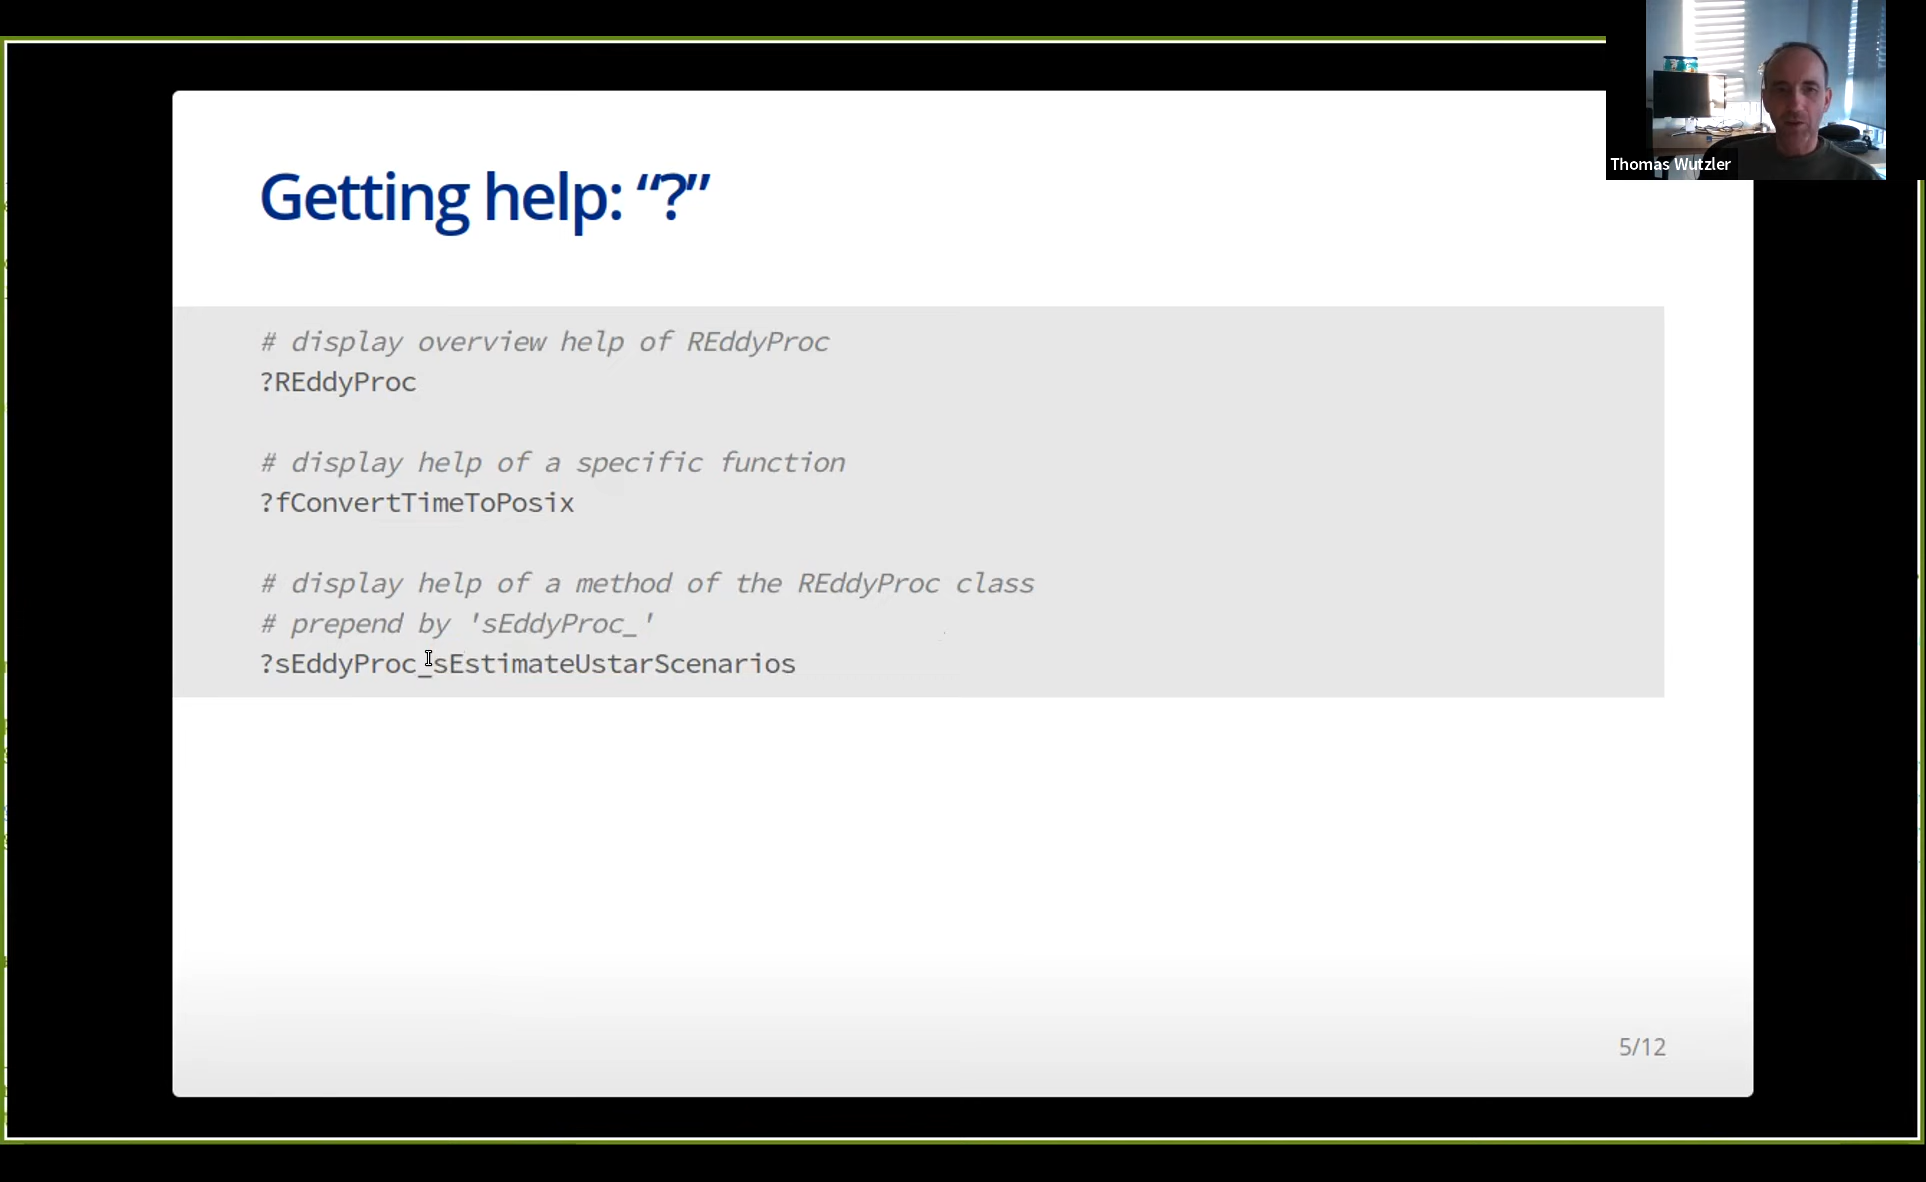 Thomas Wutzler
Getting help: “?”
# display overview help of REddyProc
?REddyProc
# display help of a specific function
?fConvertTimeToPosix
# display help of a method of the REddyProc class
# prepend by 'sEddyProc_'
?sEddyProc_sEstimateUstarScenarios
5/12